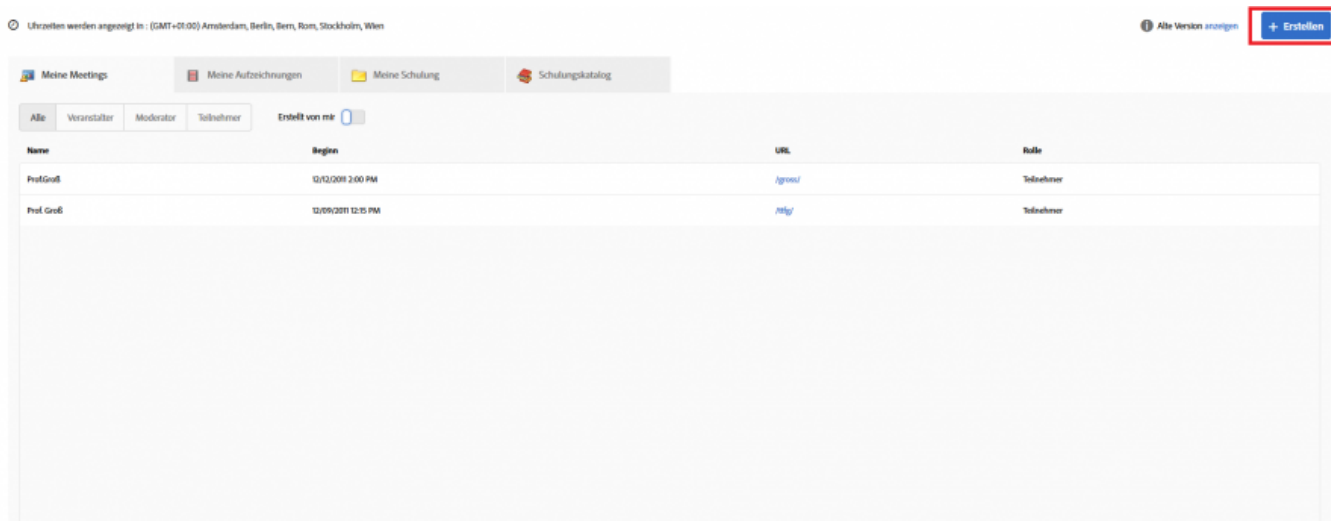 Uhrzeiten werden angezeigt in : (GMT+01:00) Amsterdam, Berlin, Bern, Rom, Stockholm, Wien Alte Version anzeigen + Erstellen
Meine Meetings Meine Aufzeichnungen Meine Schulung Schulungskatalog
Alle Veranstalter Moderator Teilnehmer Erstellt von mir
Name Beginn URL Rolle
Prof.Groß 12/12/2011 2:00 PM /gross/ Teilnehmer
Prof. Groß 12/09/2011 12:15 PM Teilnehmer